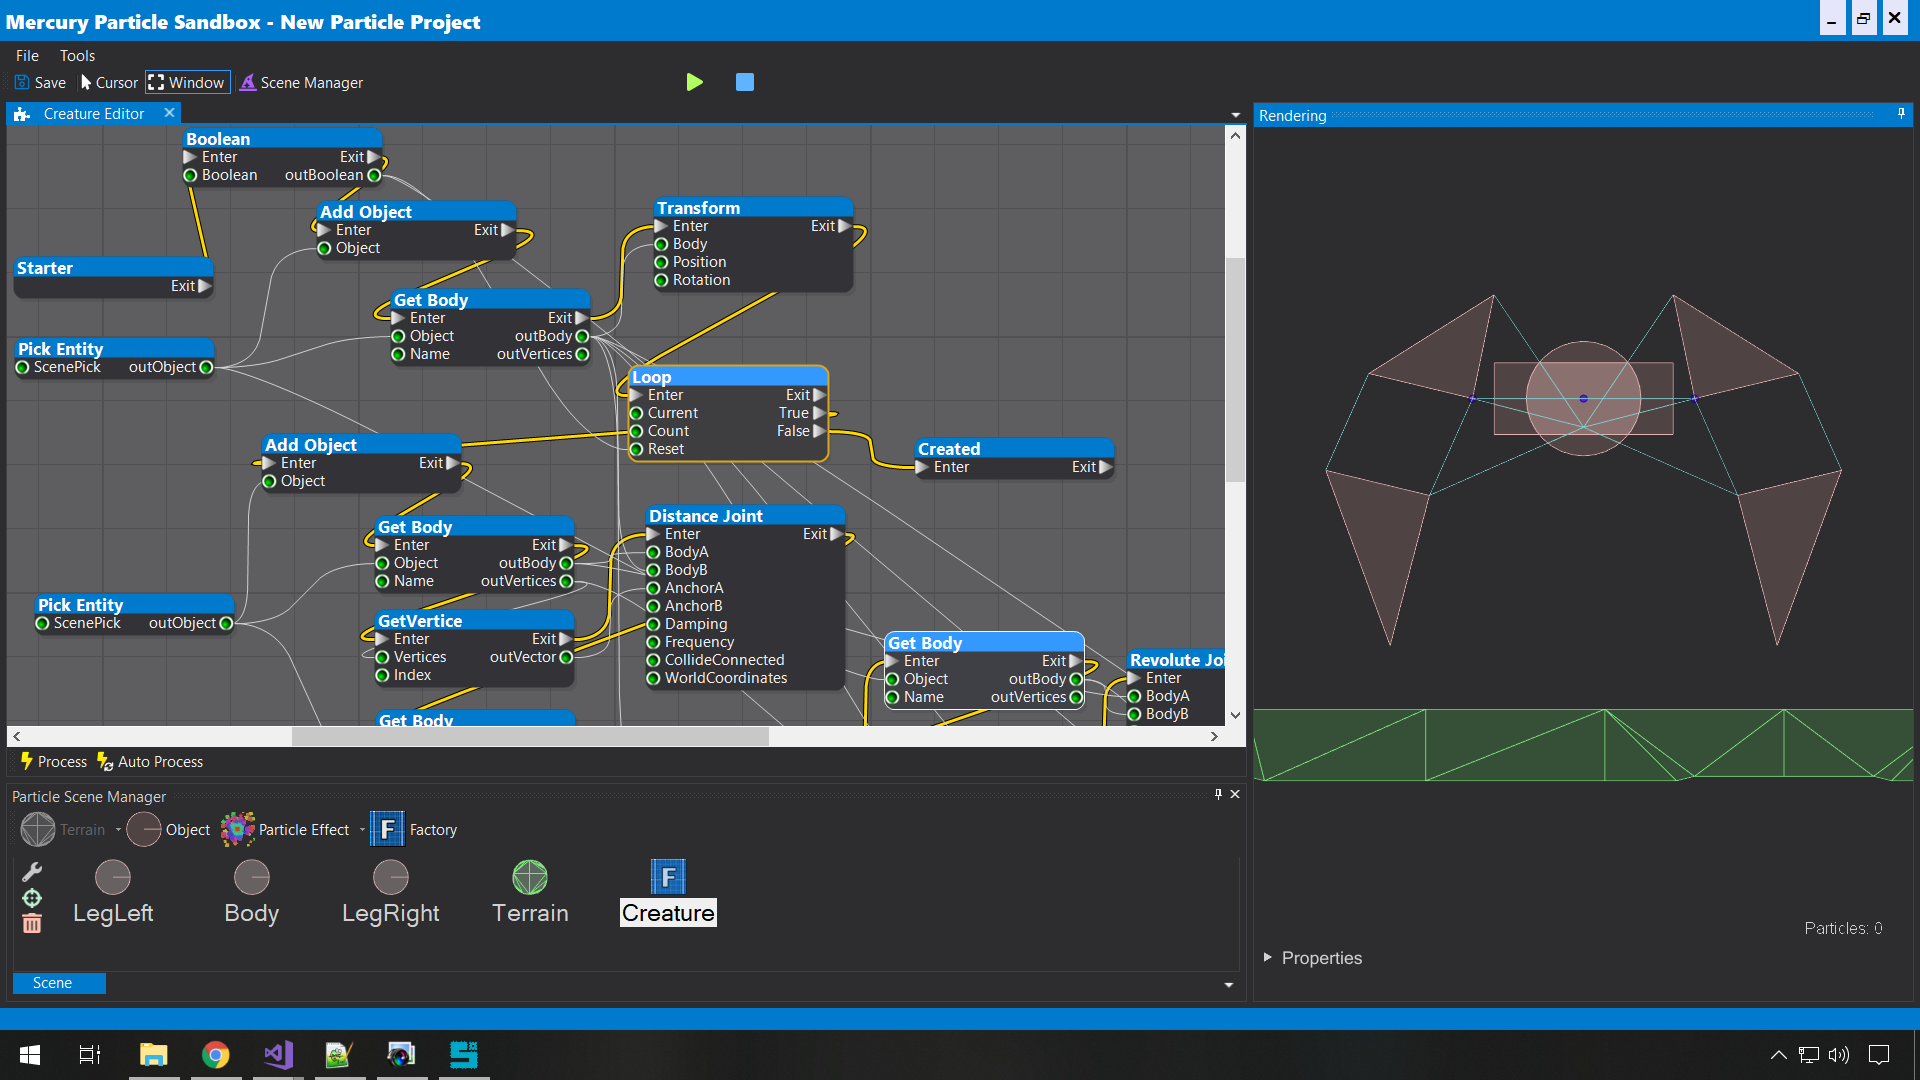 Mercury Particle Sandbox - New Particle Project
File Tools
Save Cursor Window Scene Manager
Creature Editor
Boolean
Enter Exit
Boolean outBoolean
Add Object
Enter Exit
Object
Transform
Enter Exit
Body
Position
Rotation
Starter
Exit
Get Body
Enter Exit
Object outBody
Name outVertices
Pick Entity
ScenePick outObject
Loop
Enter Exit
Current True
Count False
Reset
Add Object
Enter Exit
Object
Created
Enter Exit
Get Body
Enter Exit
Object outBody
Name outVertices
Distance Joint
Enter Exit
BodyA
BodyB
AnchorA
AnchorB
Damping
Frequency
CollideConnected
WorldCoordinates
Pick Entity
ScenePick outObject
GetVertice
Enter Exit
Vertices outVector
Index
Get Body
Enter Exit
Object outBody
Name outVertices
Revolute Joi
Enter
BodyA
BodyB
Get Body
Process Auto Process
Particle Scene Manager
Terrain Object Particle Effect F Factory
F
LegLeft Body LegRight Terrain Creature
Scene
Rendering
Particles: 0
Properties